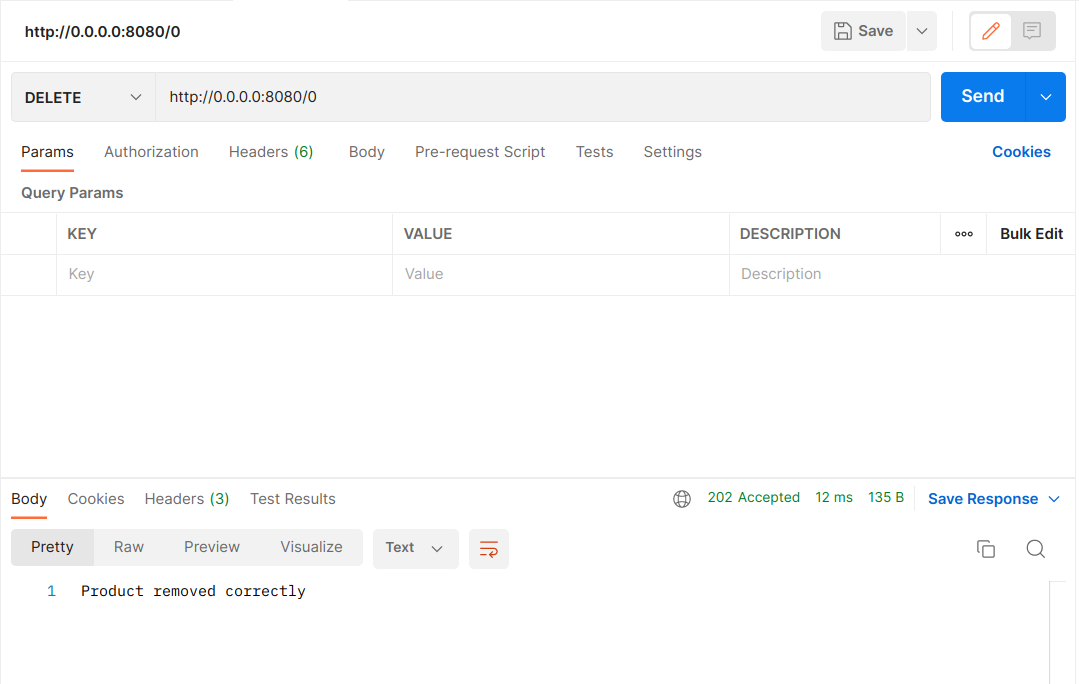 http://0.0.0.0:8080/0 Save
DELETE http://0.0.0.0:8080/0 Send
Params Authorization Headers (6) Body Pre-request Script Tests Settings Cookies
Query Params
KEY VALUE DESCRIPTION Bulk Edit
Key Value Description
Body Cookies Headers (3) Test Results 202 Accepted 12 ms 135 B Save Response
Pretty Raw Preview Visualize Text
1 Product removed correctly